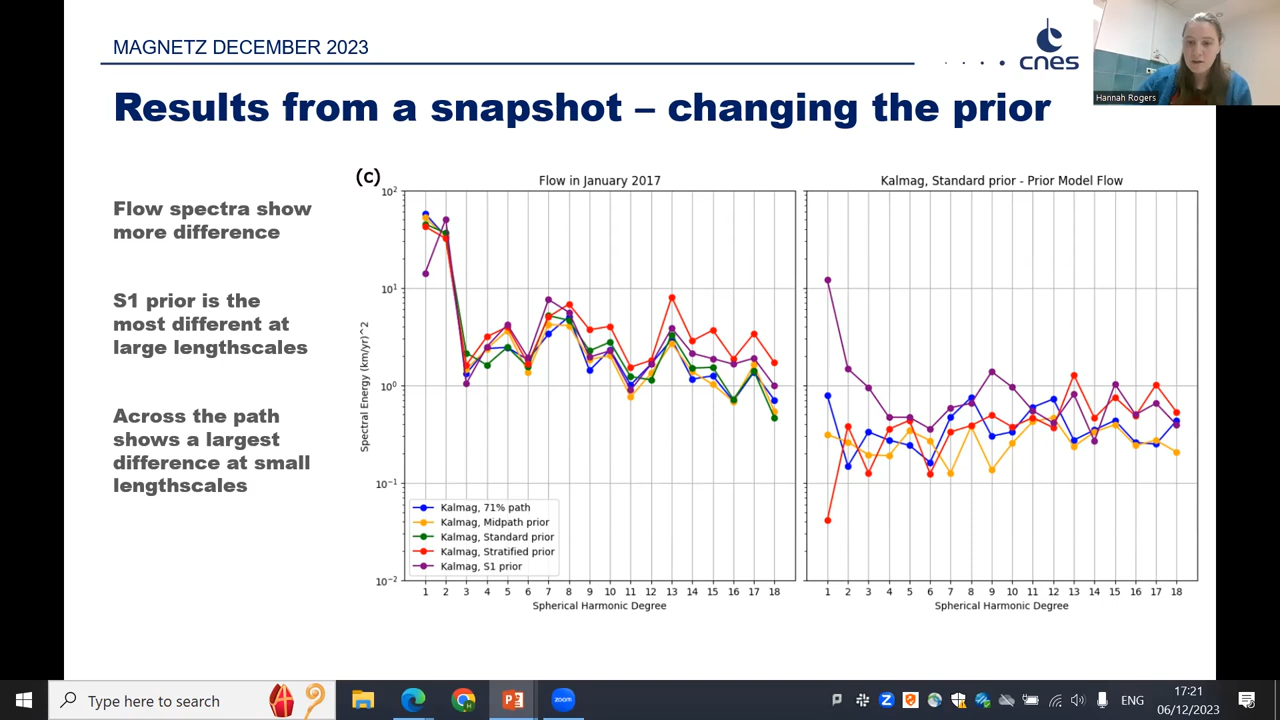 MAGNETZ DECEMBER 2023
cnes
Hannah Rogers
Results from a snapshot – changing the prior
Flow spectra show
more difference
S1 prior is the
most different at
large lengthscales
Across the path
shows a largest
difference at small
lengthscales
(c)
Flow in January 2017
Spectral Energy (km/yr)^2
10²
10¹
10⁰
10⁻¹
10⁻²
Kalmag, 71% path
Kalmag, Midpath prior
Kalmag, Standard prior
Kalmag, Stratified prior
Kalmag, S1 prior
1 2 3 4 5 6 7 8 9 10 11 12 13 14 15 16 17 18
Spherical Harmonic Degree
Kalmag, Standard prior - Prior Model Flow
1 2 3 4 5 6 7 8 9 10 11 12 13 14 15 16 17 18
Spherical Harmonic Degree
Type here to search
zoom
ENG
17:21
06/12/2023